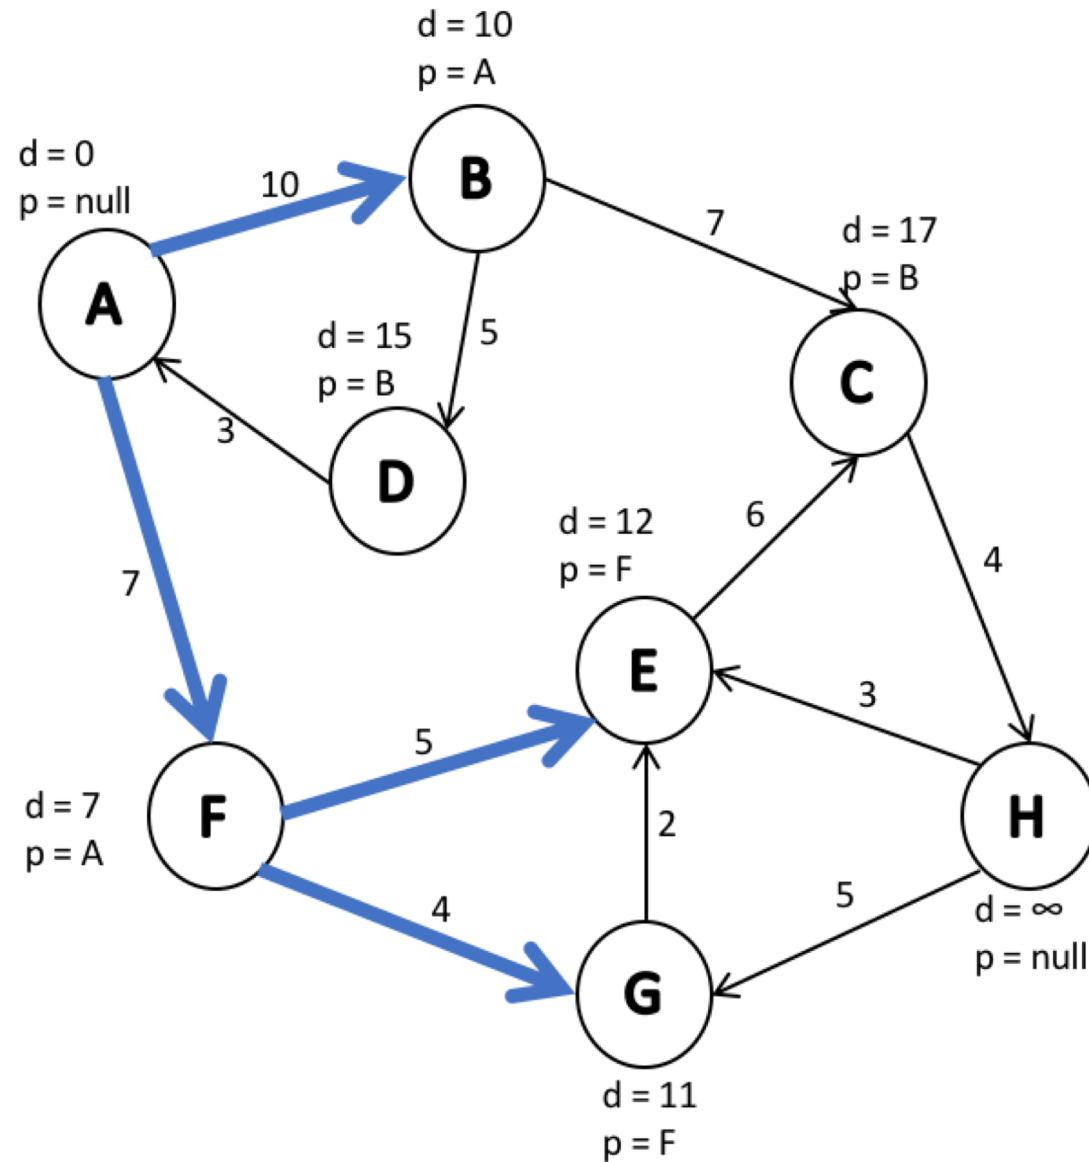 d = 10
p = A
d = 0
p = null
10
B
7
d = 17
p = B
A
d = 15
p = B
5
C
3
D
d = 12
p = F
6
4
7
E
3
5
d = 7
p = A
F
2
H
4
5
d = ∞
p = null
G
d = 11
p = F